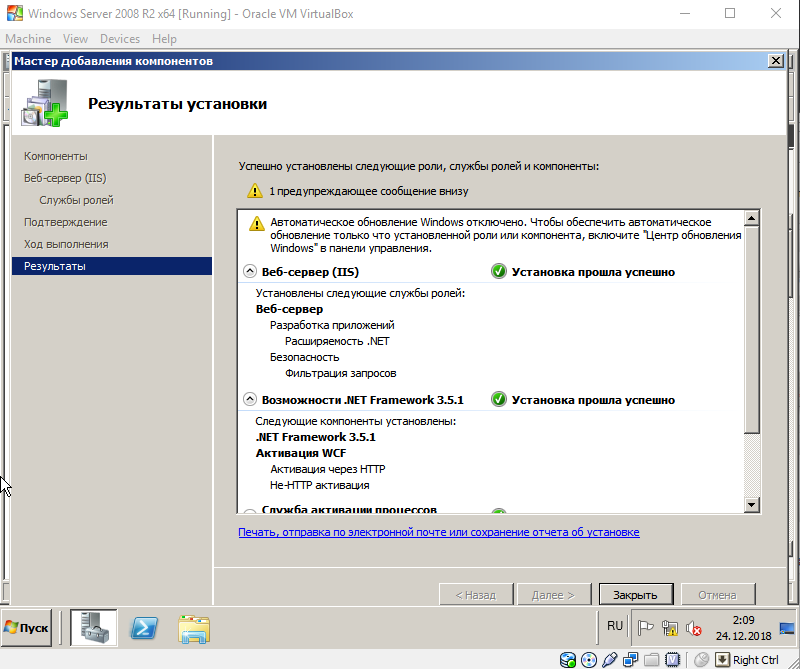 Windows Server 2008 R2 x64 [Running] - Oracle VM VirtualBox
Machine View Devices Help
Мастер добавления компонентов
Результаты установки
Компоненты
Веб-сервер (IIS)
Службы ролей
Подтверждение
Ход выполнения
Результаты
Успешно установлены следующие роли, службы ролей и компоненты:
1 предупреждающее сообщение внизу
Автоматическое обновление Windows отключено. Чтобы обеспечить автоматическое
обновление только что установленной роли или компонента, включите "Центр обновления
Windows" в панели управления.
Веб-сервер (IIS) Установка прошла успешно
Установлены следующие службы ролей:
Веб-сервер
Разработка приложений
Расширяемость .NET
Безопасность
Фильтрация запросов
Возможности .NET Framework 3.5.1 Установка прошла успешно
Следующие компоненты установлены:
.NET Framework 3.5.1
Активация WCF
Активация через HTTP
Не-HTTP активация
Служба активации процессов
Печать, отправка по электронной почте или сохранение отчета об установке
< Назад Далее > Закрыть Отмена
Пуск RU 2:09
24.12.2018
Right Ctrl